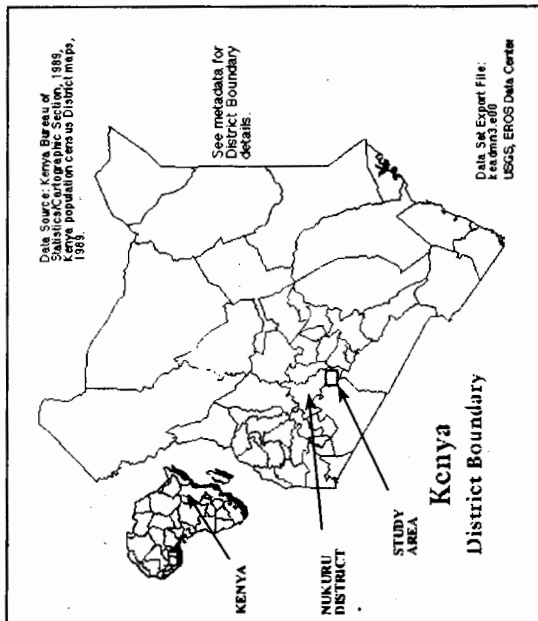 Data Source: Kenya Bureau of
Statistics/Cartographic Section, 1989,
Kenya population census District maps,
1989.
See metadata for
District Boundary
details.
KENYA
NUKURU
DISTRICT
STUDY
AREA
Kenya
District Boundary
Data Set Export File:
keadmn3.e00
USGS, EROS Data Center